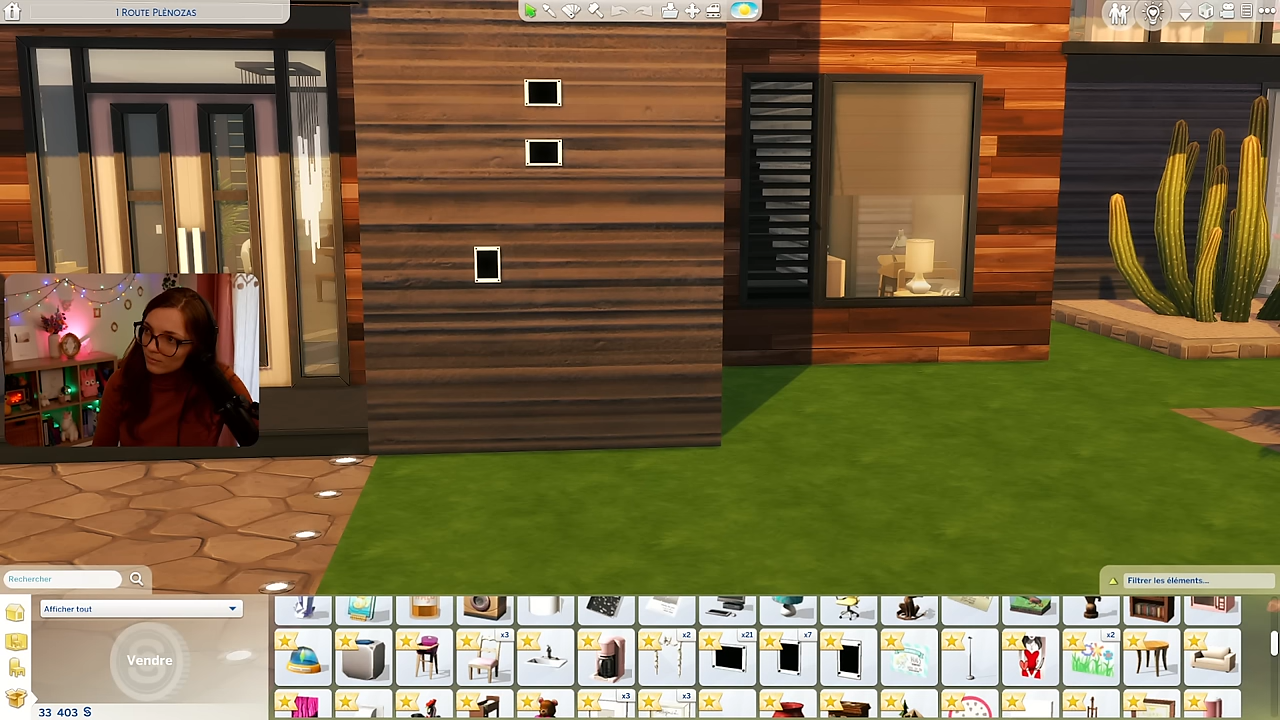 1 Route Plénozas
Rechercher
Filtrer les éléments...
Afficher tout
Vendre
33 403 §
x3
x2
x21
x7
x2
x3
x3